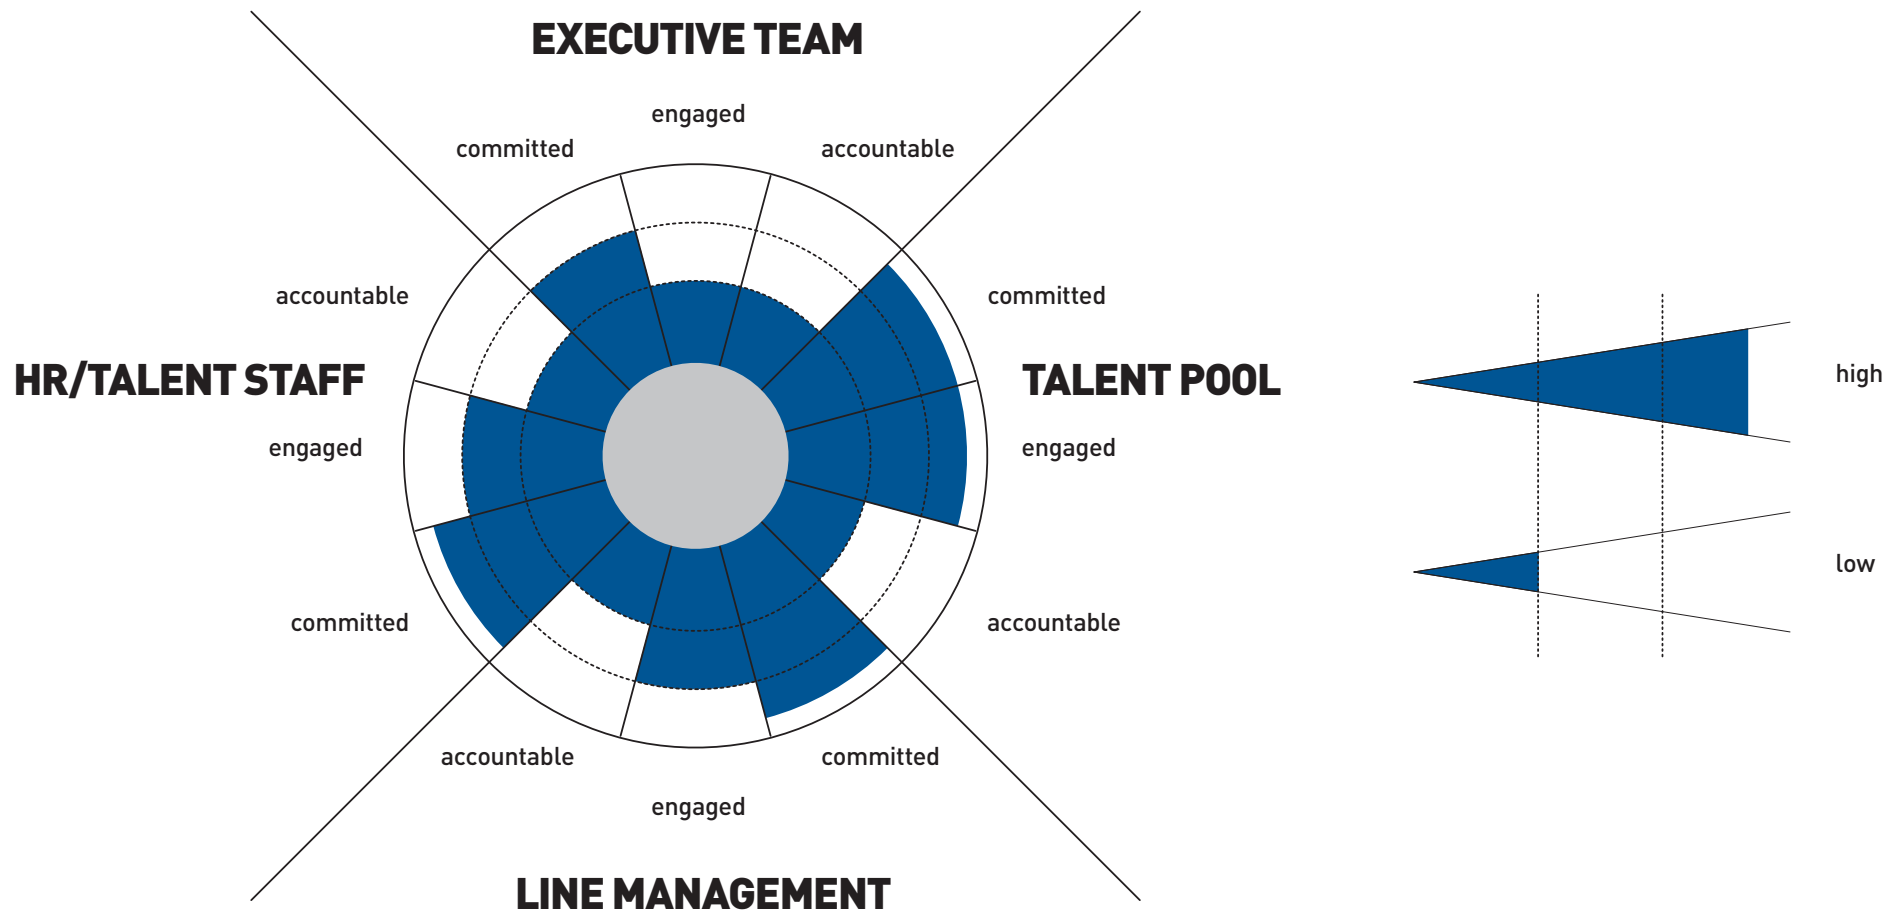 EXECUTIVE TEAM
engaged
committed
accountable
accountable
committed
HR/TALENT STAFF
TALENT POOL
engaged
engaged
committed
accountable
accountable
committed
engaged
LINE MANAGEMENT
high
low